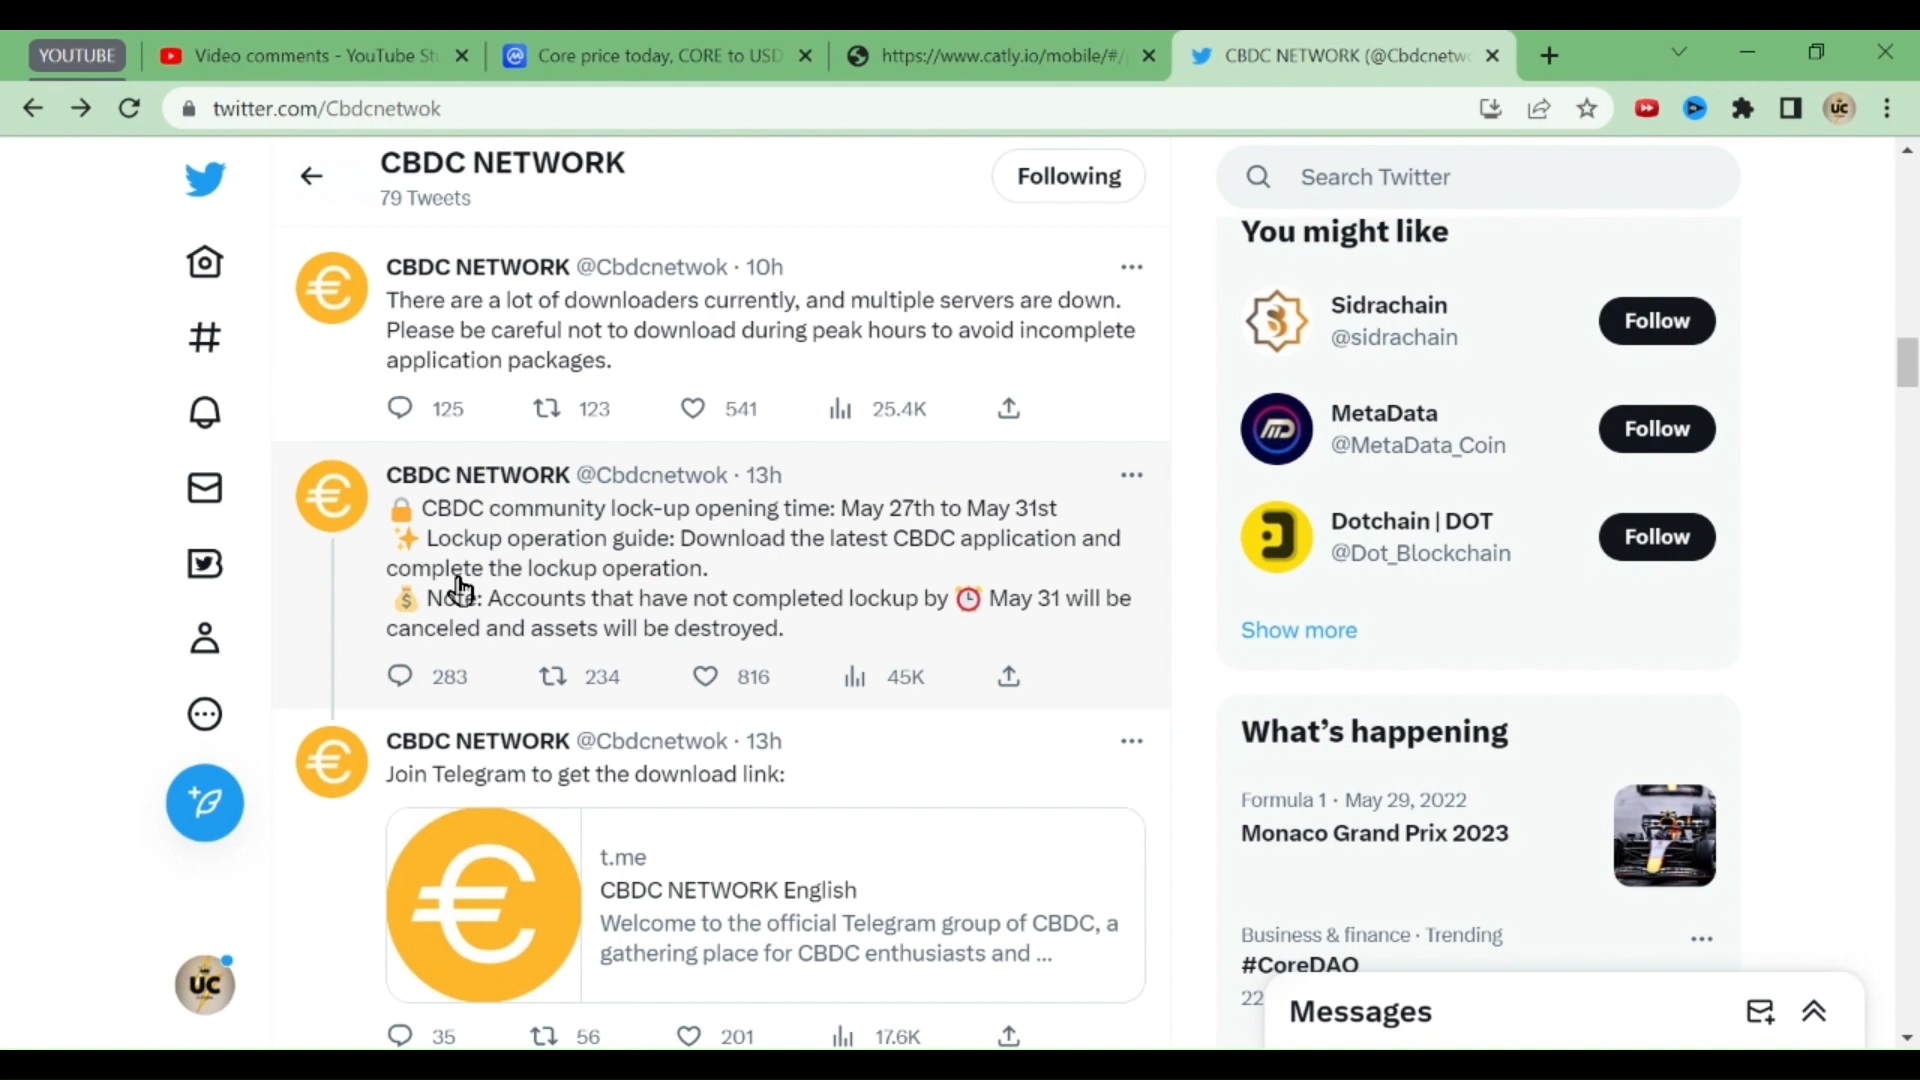 YOUTUBE
Video comments - YouTube Stu
Core price today, CORE to USD
https://www.catly.io/mobile/#/
CBDC NETWORK (@Cbdcnetwo
twitter.com/Cbdcnetwok
UC
CBDC NETWORK
79 Tweets
Following
Search Twitter
CBDC NETWORK @Cbdcnetwok · 10h
There are a lot of downloaders currently, and multiple servers are down.
Please be careful not to download during peak hours to avoid incomplete
application packages.
125 123 541 25.4K
CBDC NETWORK @Cbdcnetwok · 13h
🔒 CBDC community lock-up opening time: May 27th to May 31st
✨ Lockup operation guide: Download the latest CBDC application and
complete the lockup operation.
💰 Note: Accounts that have not completed lockup by ⏰ May 31 will be
canceled and assets will be destroyed.
283 234 816 45K
CBDC NETWORK @Cbdcnetwok · 13h
Join Telegram to get the download link:
t.me
CBDC NETWORK English
Welcome to the official Telegram group of CBDC, a
gathering place for CBDC enthusiasts and ...
35 56 201 17.6K
You might like
Sidrachain
@sidrachain
Follow
MetaData
@MetaData_Coin
Follow
Dotchain | DOT
@Dot_Blockchain
Follow
Show more
What's happening
Formula 1 · May 29, 2022
Monaco Grand Prix 2023
Business & finance · Trending
#CoreDAO
22
Messages
UC